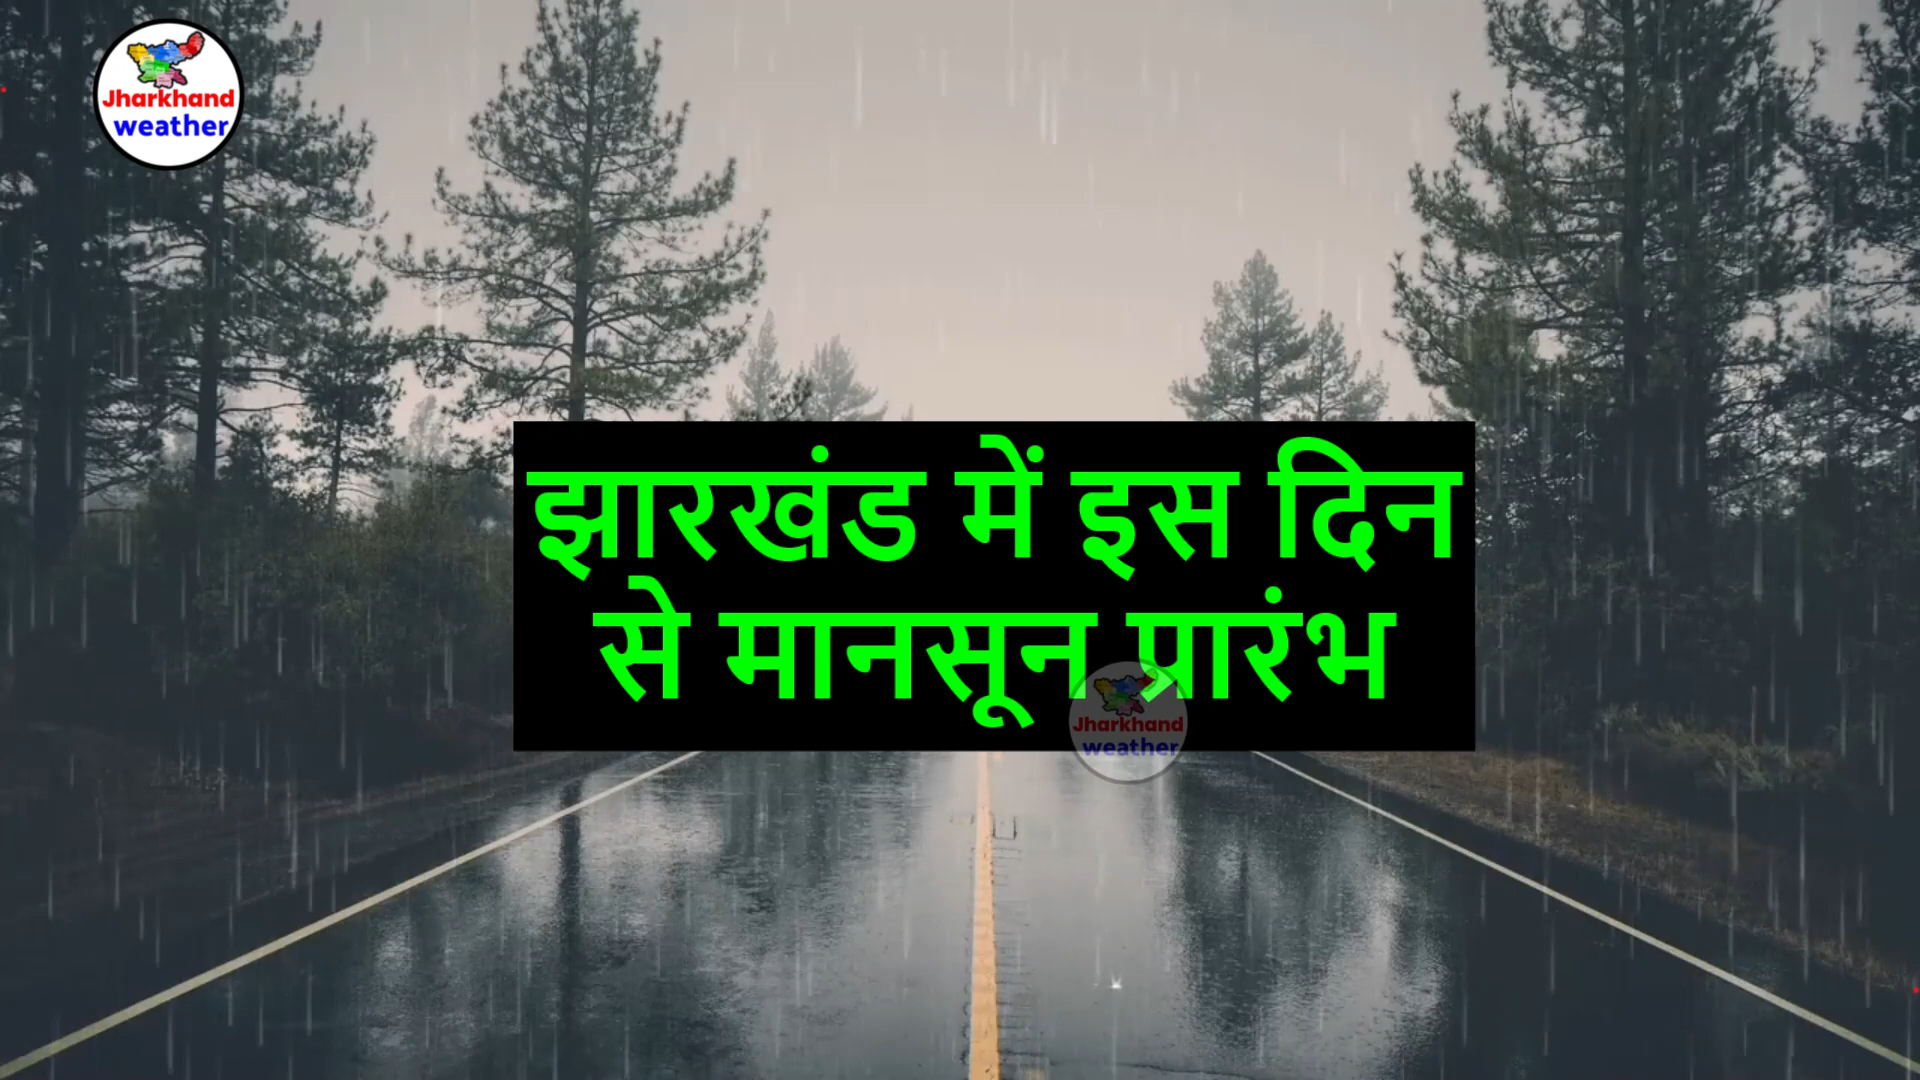 Jharkhand
weather
झारखंड में इस दिन
से मानसून प्रारंभ
Jharkhand
weather